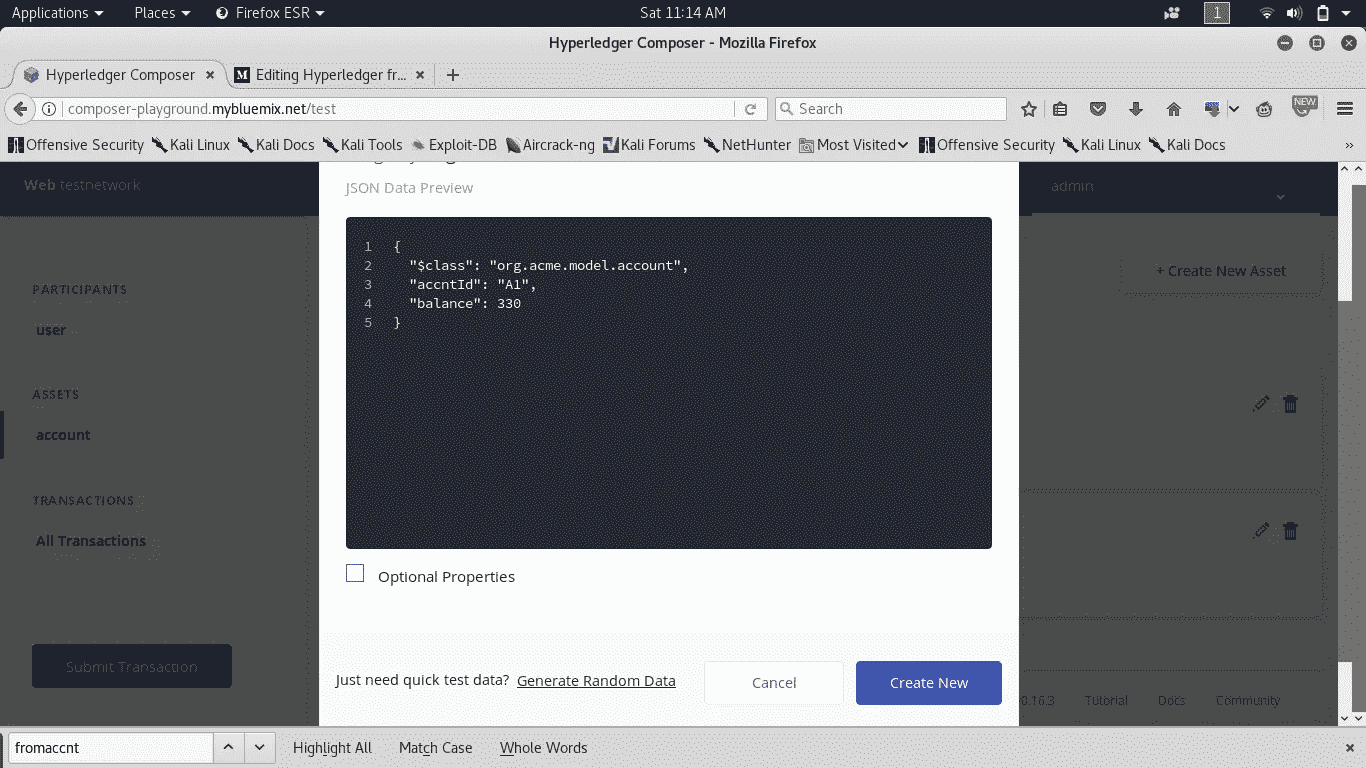 Applications Places Firefox ESR Sat 11:14 AM 1
Hyperledger Composer - Mozilla Firefox
Hyperledger Composer × M Editing Hyperledger fr... × +
composer-playground.mybluemix.net/test Search NEW
Offensive Security Kali Linux Kali Docs Kali Tools Exploit-DB Aircrack-ng Kali Forums NetHunter Most Visited Offensive Security Kali Linux Kali Docs »
Web testnetwork
admin
JSON Data Preview
1 {
2 "$class": "org.acme.model.account",
3 "accntId": "A1",
4 "balance": 330
5 }
+ Create New Asset
PARTICIPANTS
user
ASSETS
account
TRANSACTIONS
All Transactions
Submit Transaction
Optional Properties
Just need quick test data? Generate Random Data Cancel Create New
0.16.3 Tutorial Docs Community
fromaccnt Highlight All Match Case Whole Words ×